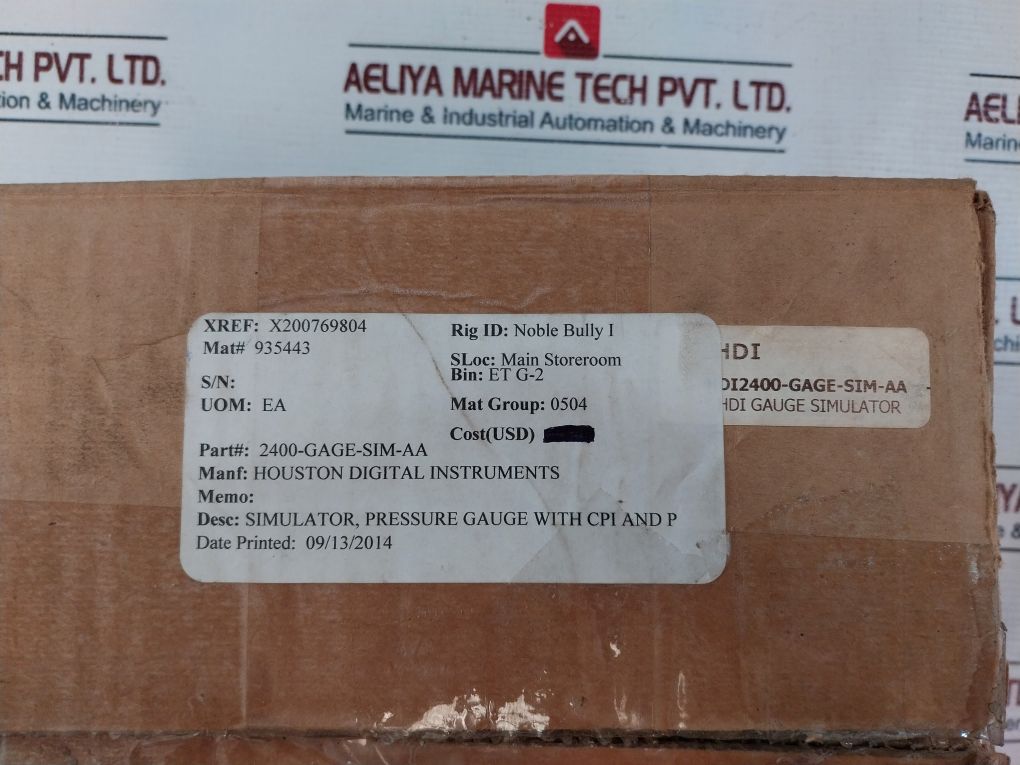 CH PVT. LTD.
tion & Machinery
AELIYA MARINE TECH PVT. LTD.
Marine & Industrial Automation & Machinery
AELI
Marin
XREF: X200769804
Mat# 935443
S/N:
UOM: EA
Part#: 2400-GAGE-SIM-AA
Manf: HOUSTON DIGITAL INSTRUMENTS
Memo:
Desc: SIMULATOR, PRESSURE GAUGE WITH CPI AND P
Date Printed: 09/13/2014
Rig ID: Noble Bully I
SLoc: Main Storeroom
Bin: ET G-2
Mat Group: 0504
Cost(USD)
HDI
DI2400-GAGE-SIM-AA -
HDI GAUGE SIMULATOR